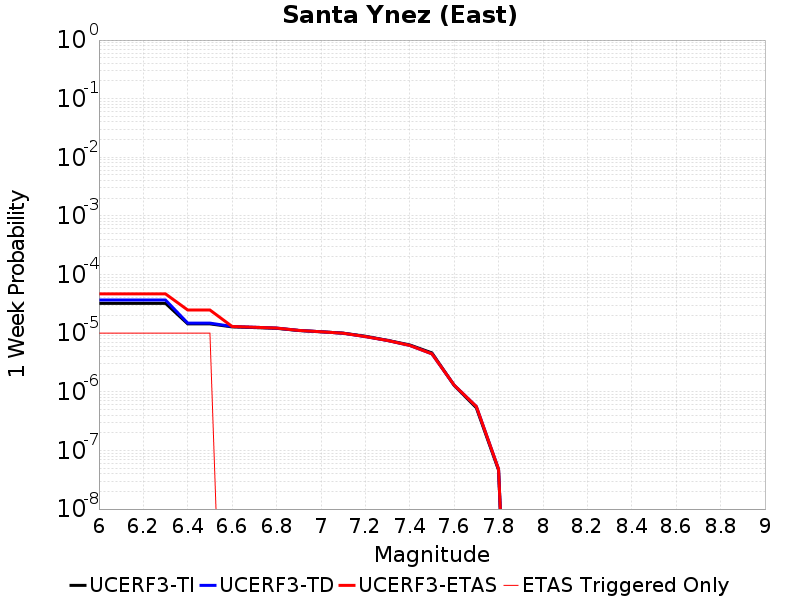 Santa Ynez (East)
1 Week Probability
10^0
10^-1
10^-2
10^-3
10^-4
10^-5
10^-6
10^-7
10^-8
6 6.2 6.4 6.6 6.8 7 7.2 7.4 7.6 7.8 8 8.2 8.4 8.6 8.8 9
Magnitude
UCERF3-TI UCERF3-TD UCERF3-ETAS ETAS Triggered Only